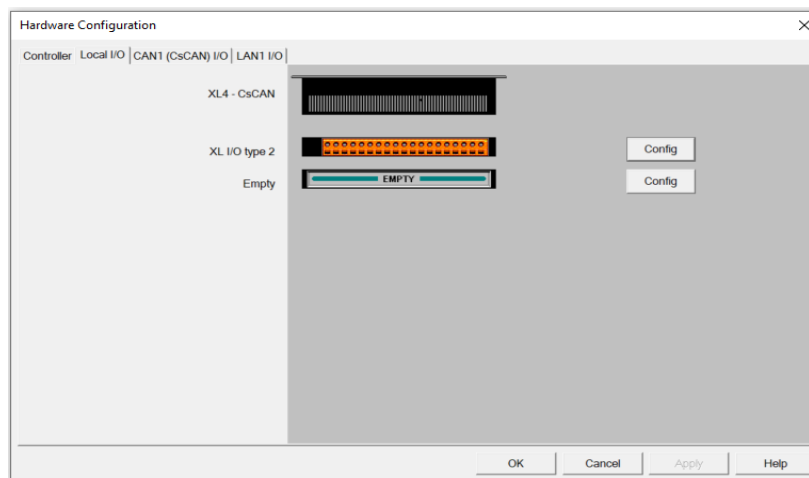 Hardware Configuration
Controller Local I/O CAN1 (CsCAN) I/O LAN1 I/O
XL4 - CsCAN
XL I/O type 2 Config
Empty EMPTY Config
OK Cancel Apply Help